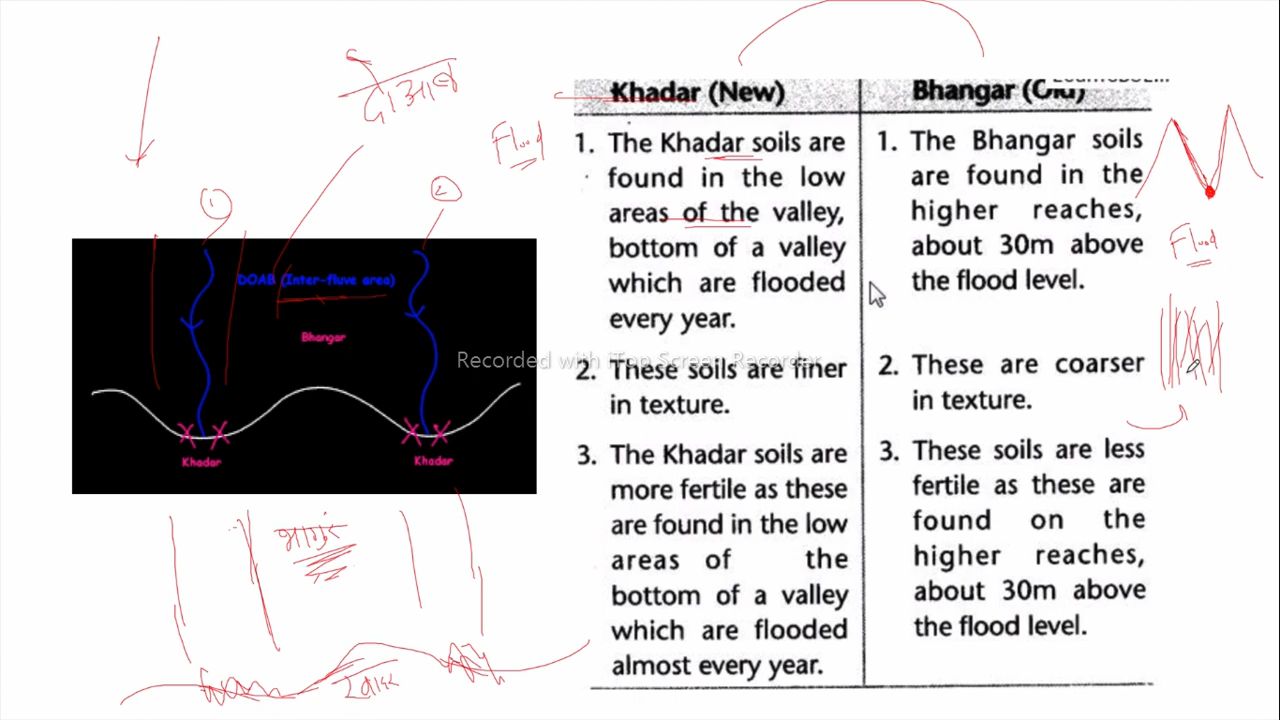 दोआब
Flood
1
2
DOAB (Inter-fluve area)
Bhangar
Khadar
Khadar
Khadar (New)
1. The Khadar soils are
found in the low
areas of the valley,
bottom of a valley
which are flooded
every year.
2. These soils are finer
in texture.
3. The Khadar soils are
more fertile as these
are found in the low
areas of the
bottom of a valley
which are flooded
almost every year.
Bhangar (Old)
1. The Bhangar soils
are found in the
higher reaches,
about 30m above
the flood level.
2. These are coarser
in texture.
3. These soils are less
fertile as these are
found on the
higher reaches,
about 30m above
the flood level.
Flood
Recorded with iTop Screen Recorder